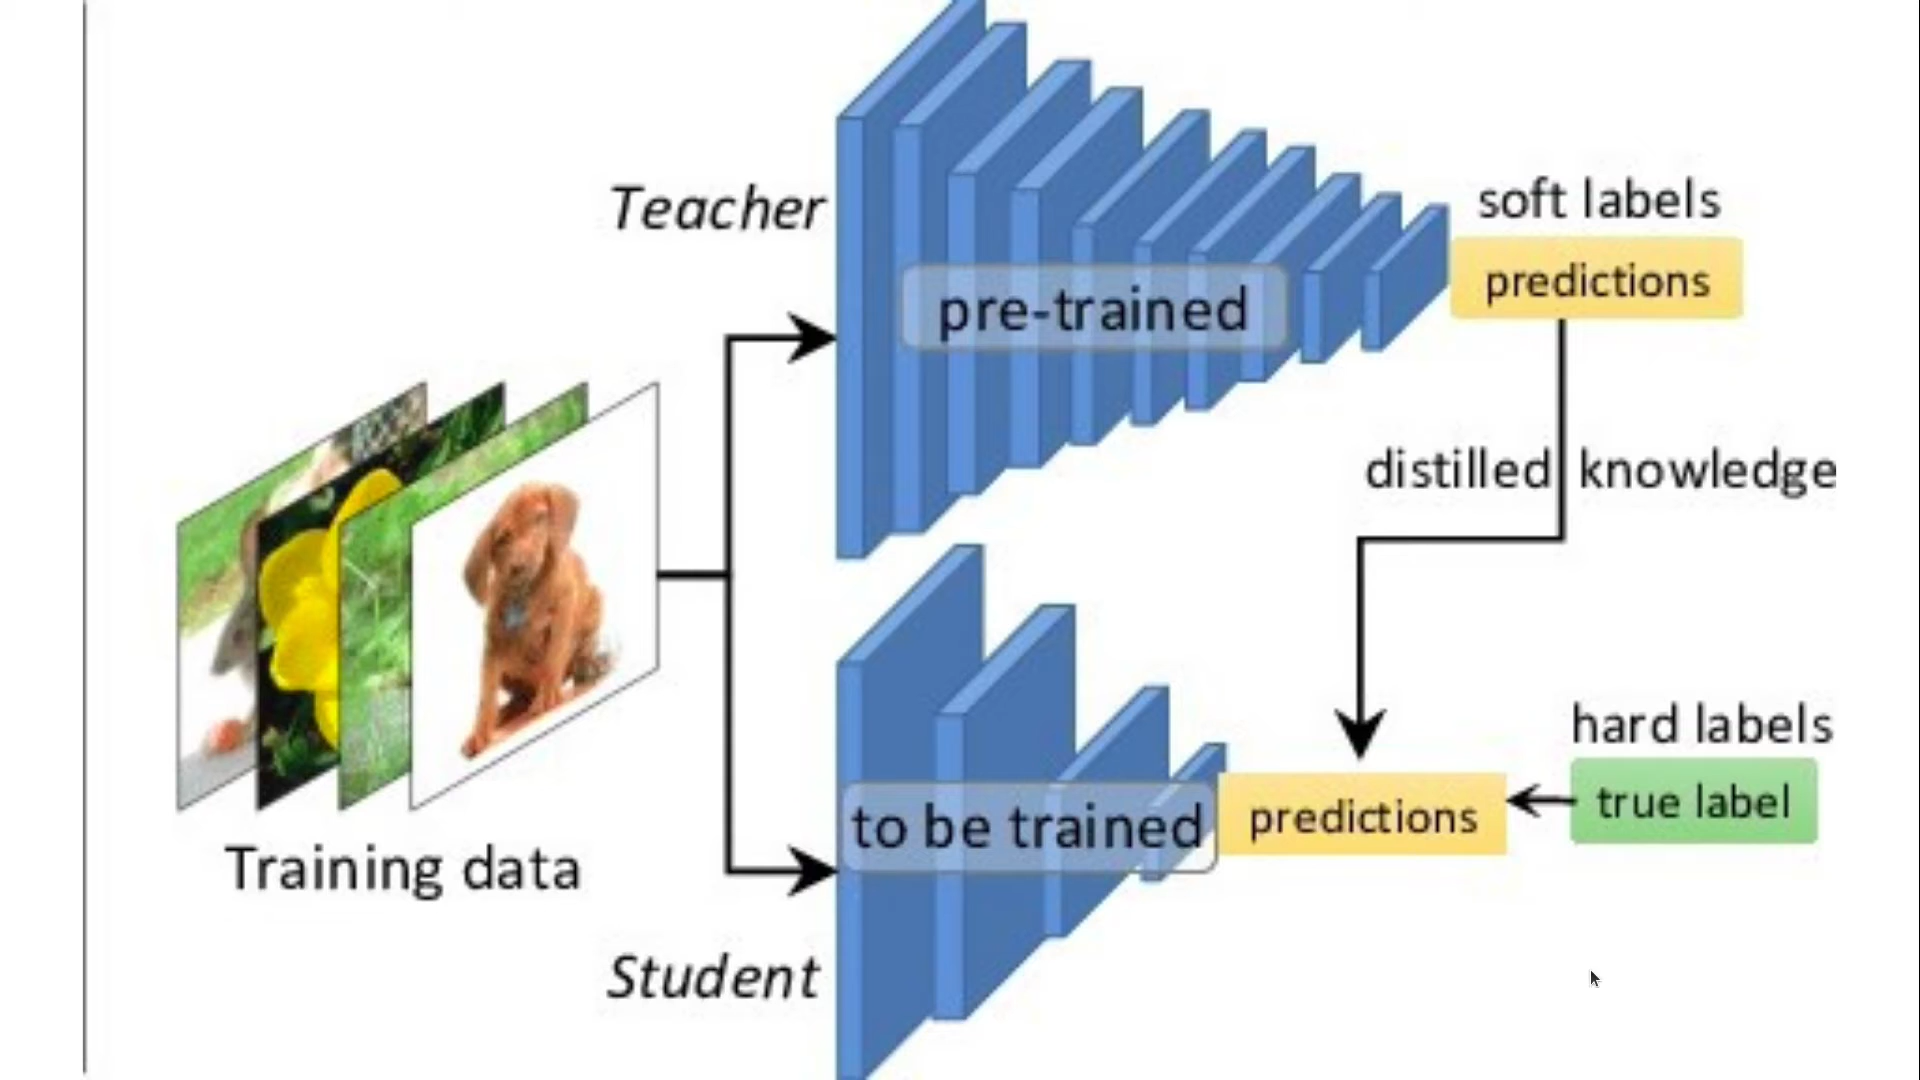 Teacher
soft labels
predictions
pre-trained
distilled knowledge
Training data
hard labels
true label
to be trained
predictions
Student